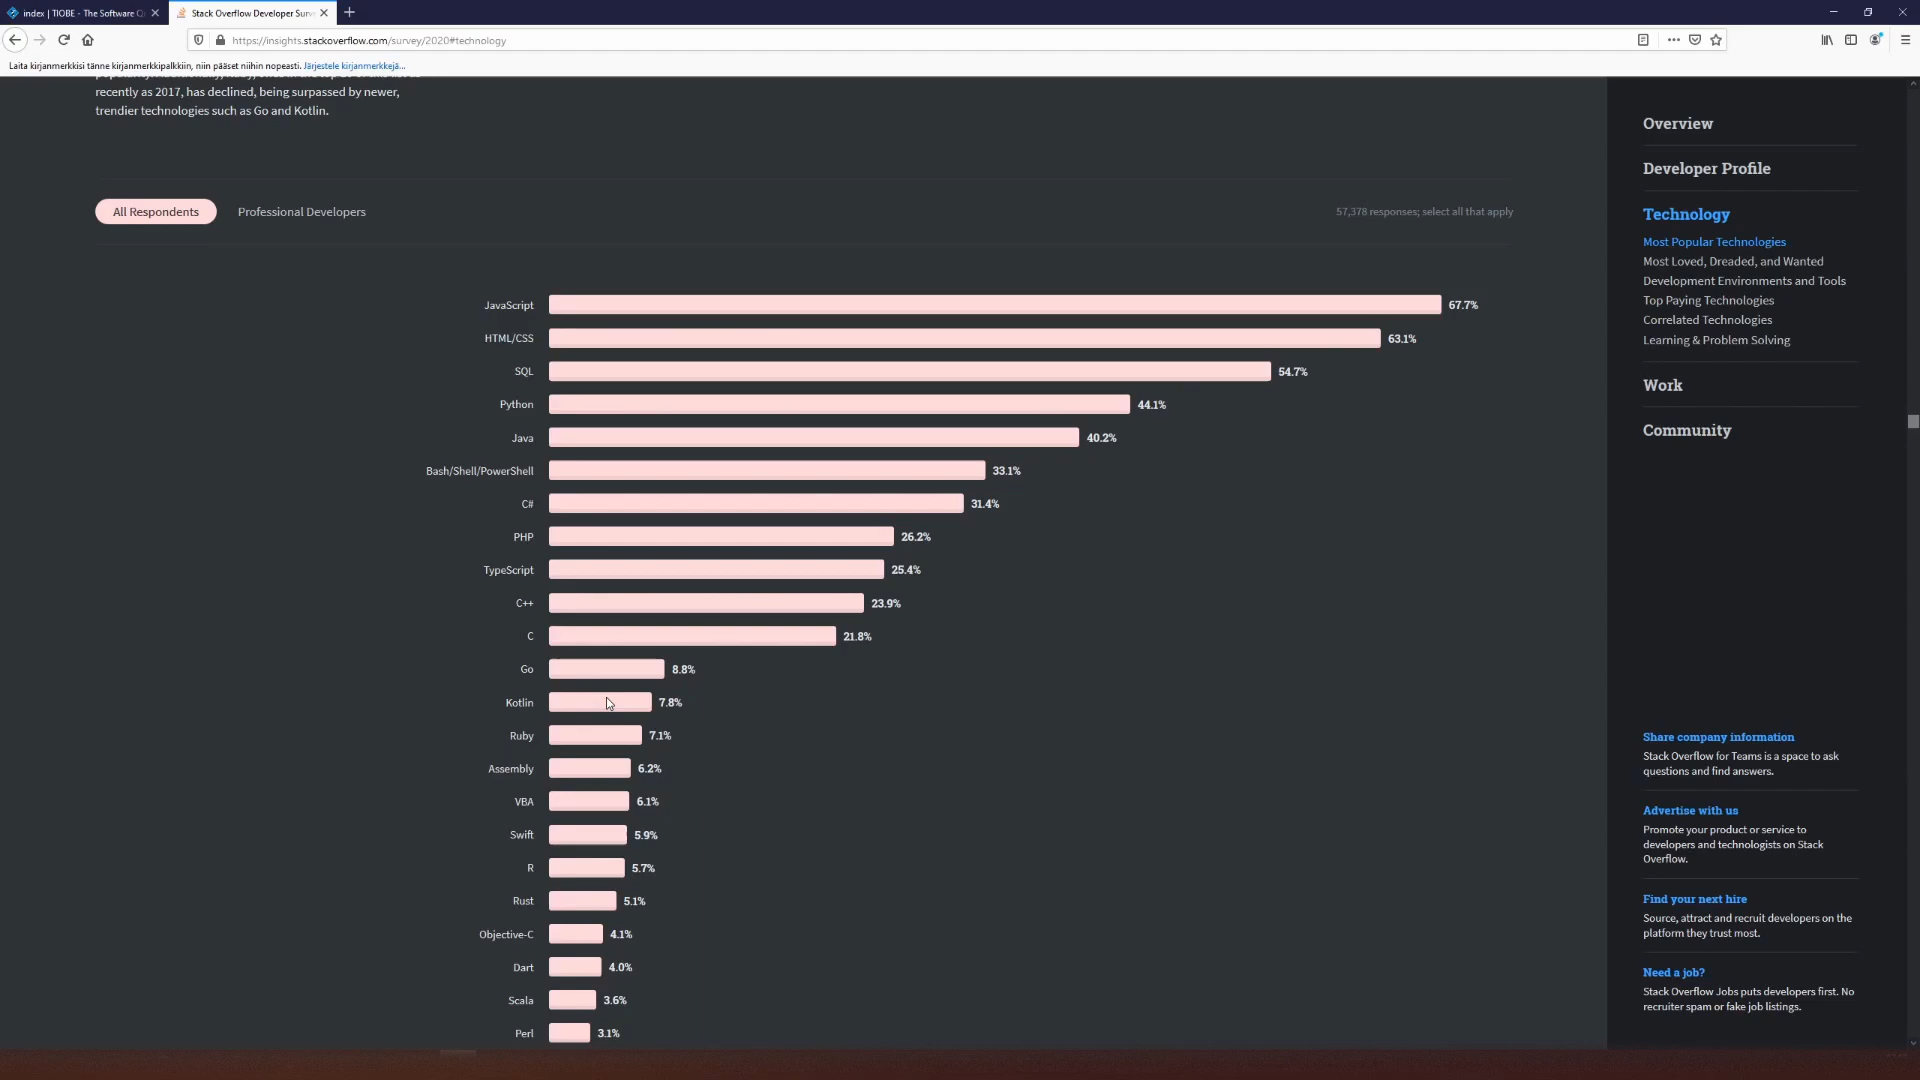 index | TIOBE - The Software Q
Stack Overflow Developer Surv
https://insights.stackoverflow.com/survey/2020#technology
Laita kirjanmerkkisi tänne kirjanmerkkipalkkiin, niin pääset niihin nopeasti. Järjestele kirjanmerkkejä...
recently as 2017, has declined, being surpassed by newer,
trendier technologies such as Go and Kotlin.
All Respondents
Professional Developers
57,378 responses; select all that apply
JavaScript 67.7%
HTML/CSS 63.1%
SQL 54.7%
Python 44.1%
Java 40.2%
Bash/Shell/PowerShell 33.1%
C# 31.4%
PHP 26.2%
TypeScript 25.4%
C++ 23.9%
C 21.8%
Go 8.8%
Kotlin 7.8%
Ruby 7.1%
Assembly 6.2%
VBA 6.1%
Swift 5.9%
R 5.7%
Rust 5.1%
Objective-C 4.1%
Dart 4.0%
Scala 3.6%
Perl 3.1%
Overview
Developer Profile
Technology
Most Popular Technologies
Most Loved, Dreaded, and Wanted
Development Environments and Tools
Top Paying Technologies
Correlated Technologies
Learning & Problem Solving
Work
Community
Share company information
Stack Overflow for Teams is a space to ask
questions and find answers.
Advertise with us
Promote your product or service to
developers and technologists on Stack
Overflow.
Find your next hire
Source, attract and recruit developers on the
platform they trust most.
Need a job?
Stack Overflow Jobs puts developers first. No
recruiter spam or fake job listings.